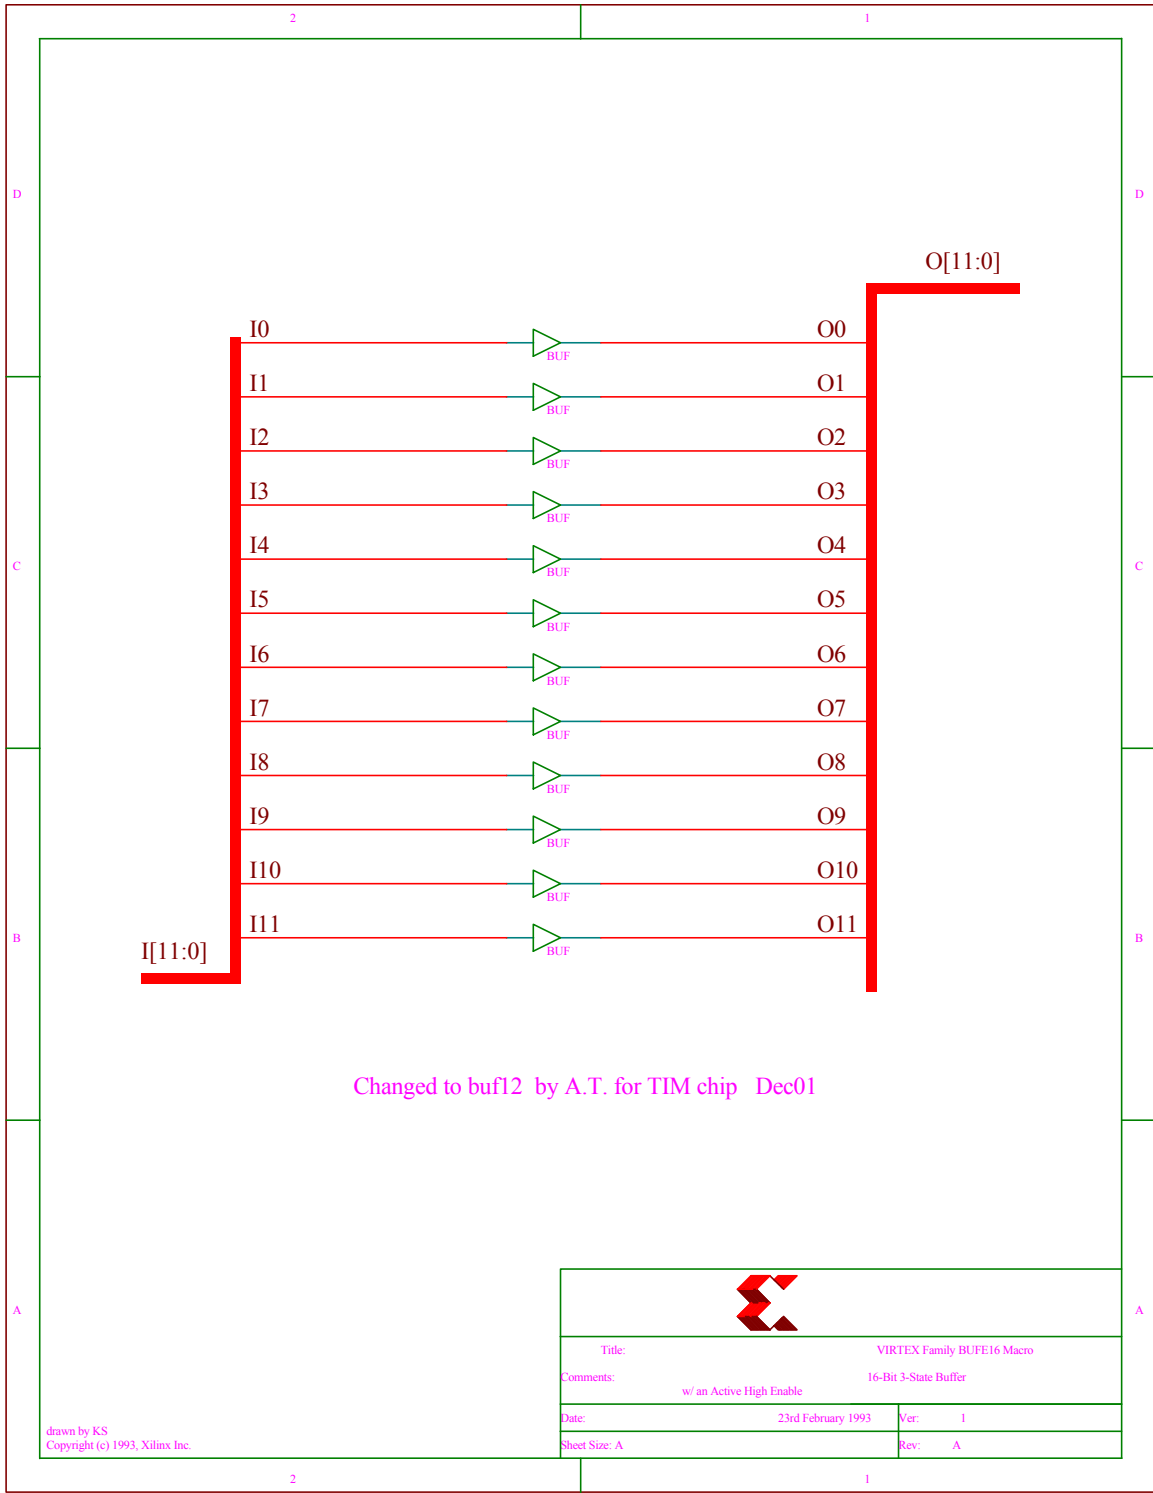 2 1
D D
O[11:0]
I0 BUF O0
I1 BUF O1
I2 BUF O2
I3 BUF O3
I4 BUF O4
C C
I5 BUF O5
I6 BUF O6
I7 BUF O7
I8 BUF O8
I9 BUF O9
I10 BUF O10
I11 BUF O11
B B
I[11:0]
Changed to buf12 by A.T. for TIM chip Dec01
A A
Title: VIRTEX Family BUFE16 Macro
Comments: 16-Bit 3-State Buffer
w/ an Active High Enable
Date: 23rd February 1993 Ver: 1
drawn by KS
Copyright (c) 1993, Xilinx Inc.
Sheet Size: A Rev: A
2 1